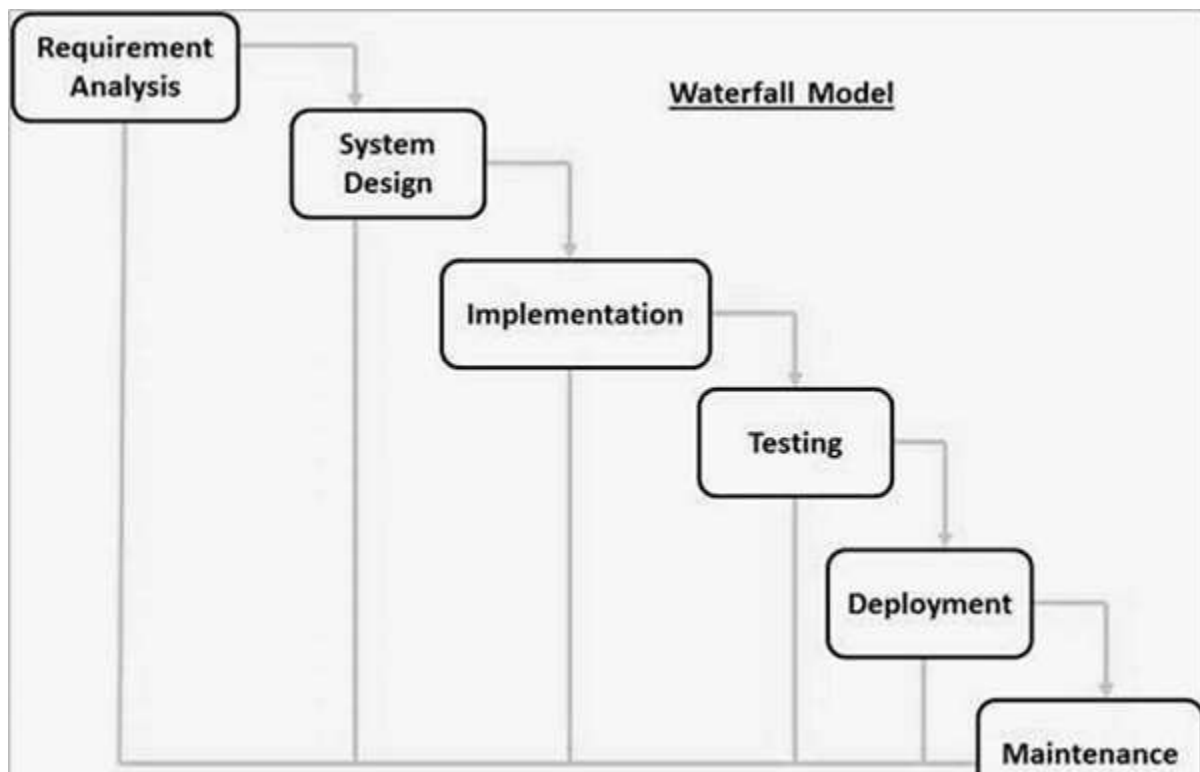 Requirement
Analysis
Waterfall Model
System
Design
Implementation
Testing
Deployment
Maintenance